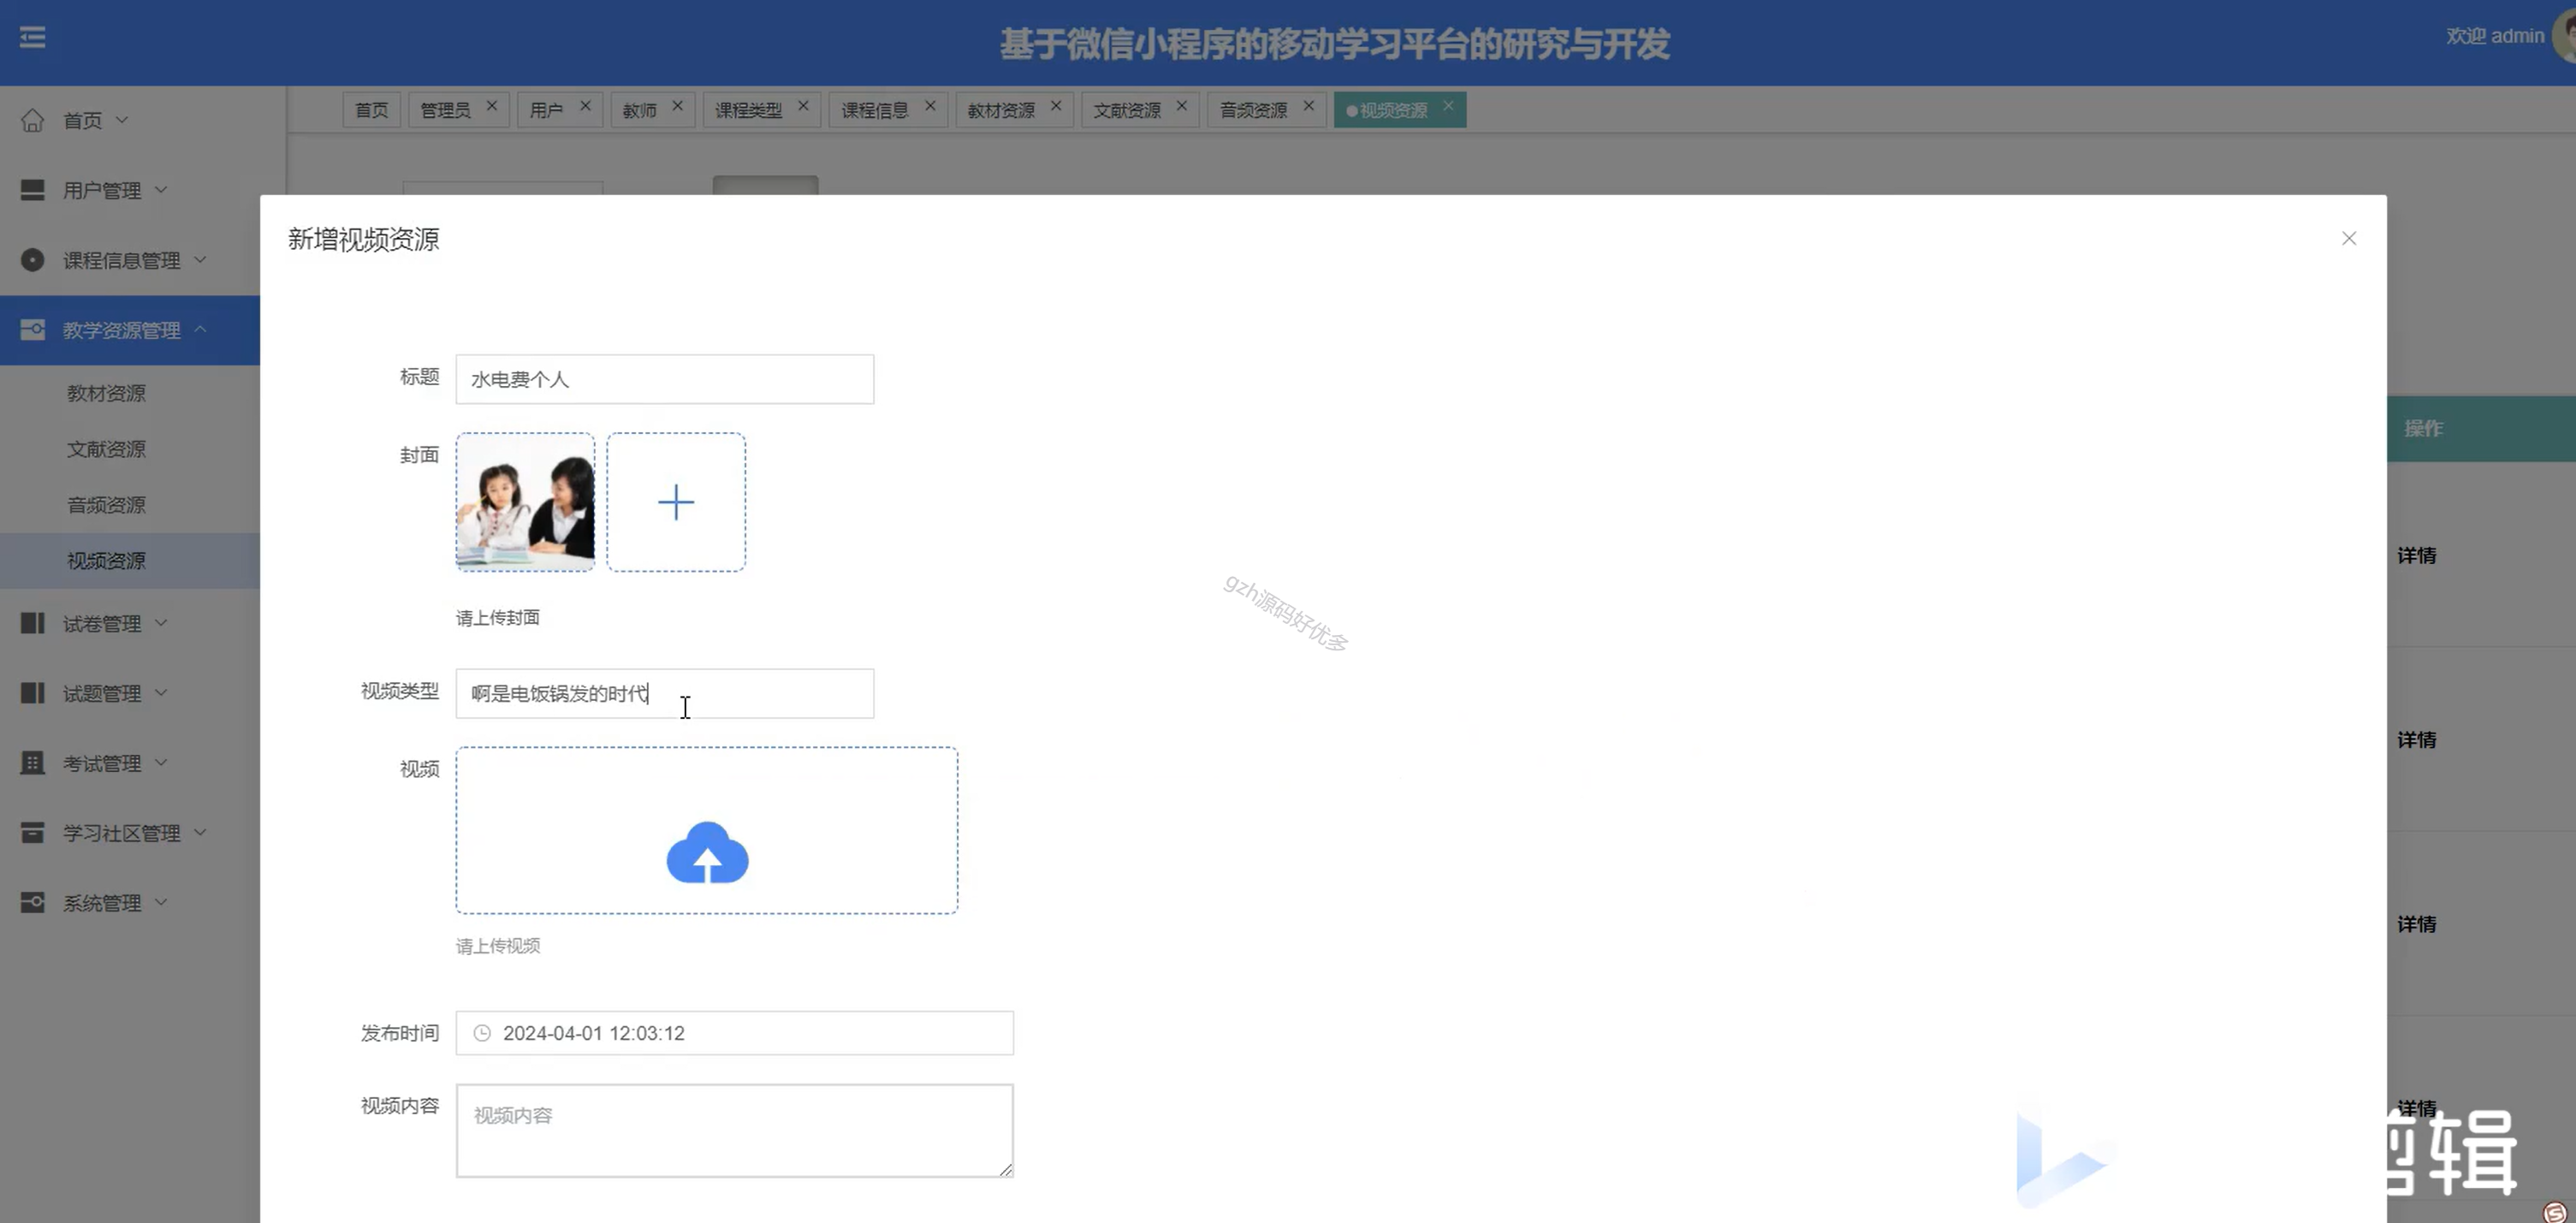 基于微信小程序的移动学习平台的研究与开发
欢迎 admin
首页
管理员
用户
教师
课程类型
课程信息
教材资源
文献资源
音频资源
视频资源
首页
用户管理
课程信息管理
教学资源管理
教材资源
文献资源
音频资源
视频资源
试卷管理
试题管理
考试管理
学习社区管理
系统管理
新增视频资源
标题
水电费个人
封面
请上传封面
视频类型
啊是电饭锅发的时代
视频
请上传视频
发布时间
2024-04-01 12:03:12
视频内容
视频内容
操作
详情
详情
详情
详情
gzh源码好优多
辑